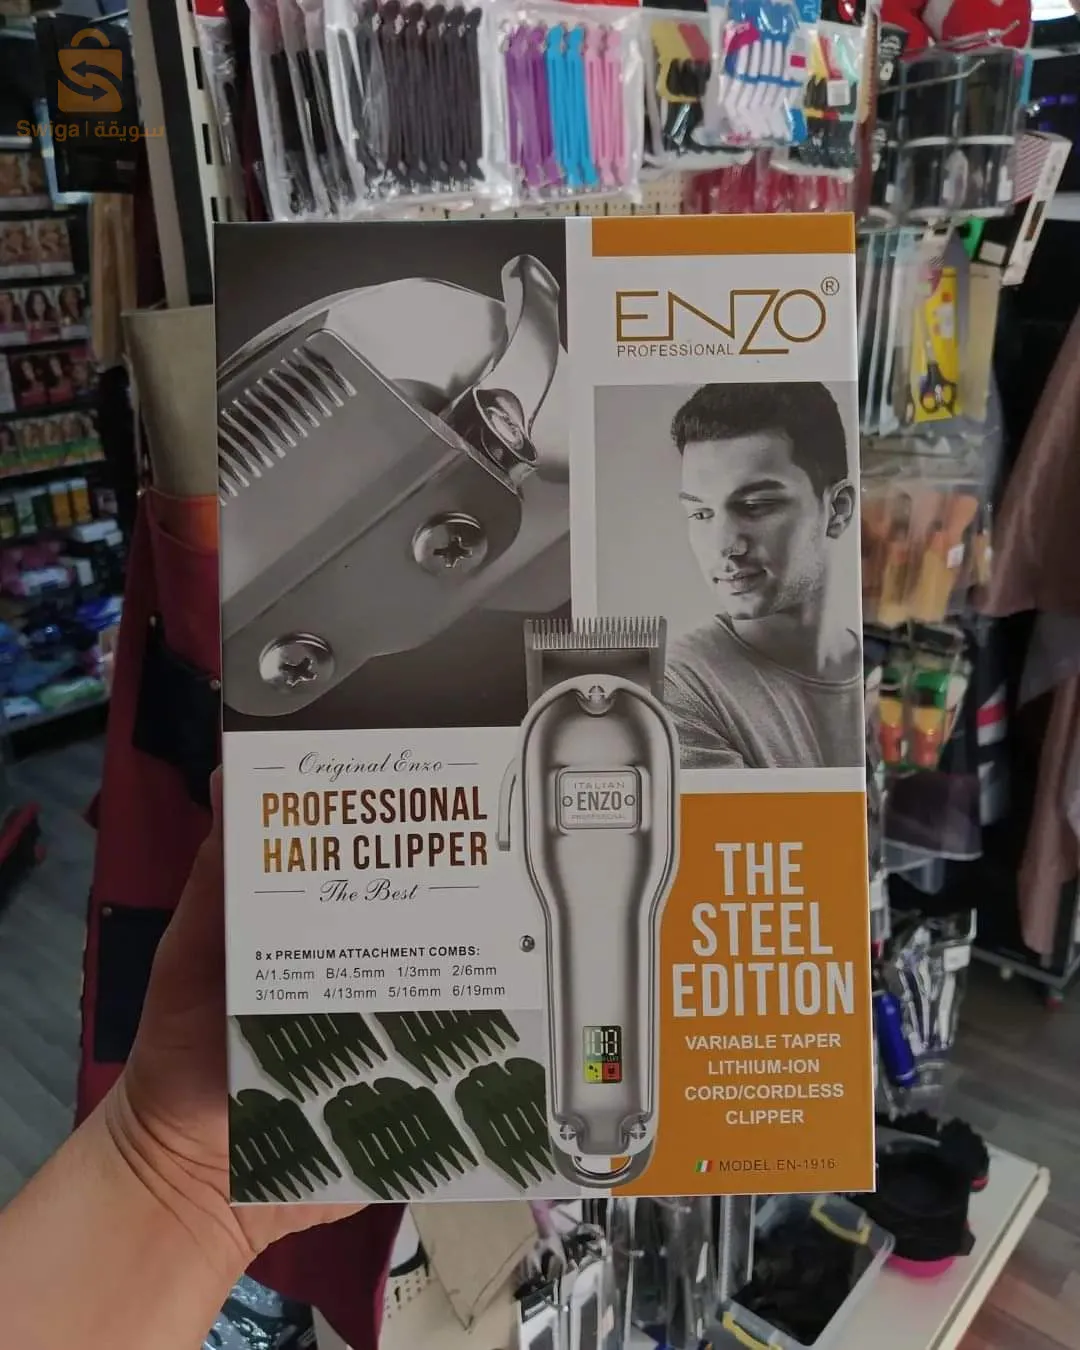 Swiga | سويقة
ENZO®
PROFESSIONAL
Original Enzo
PROFESSIONAL
HAIR CLIPPER
The Best
8 x PREMIUM ATTACHMENT COMBS:
A/1.5mm B/4.5mm 1/3mm 2/6mm
3/10mm 4/13mm 5/16mm 6/19mm
ITALIAN
ENZO
PROFESSIONAL
100
THE
STEEL
EDITION
VARIABLE TAPER
LITHIUM-ION
CORD/CORDLESS
CLIPPER
MODEL:EN-1916